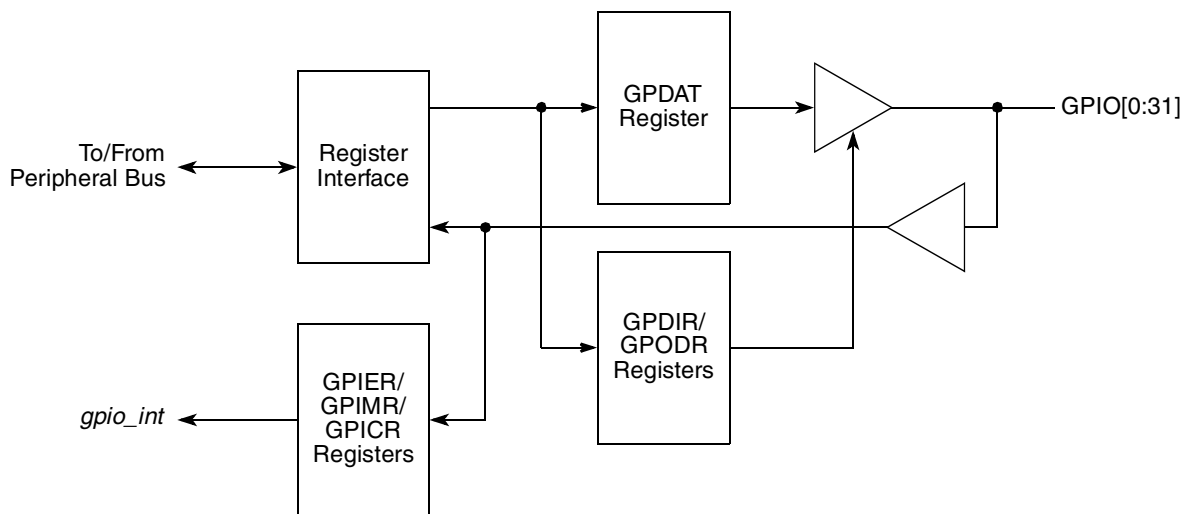 To/From
Peripheral Bus
Register
Interface
GPDAT
Register
GPIO[0:31]
GPDIR/
GPODR
Registers
gpio_int
GPIER/
GPIMR/
GPICR
Registers